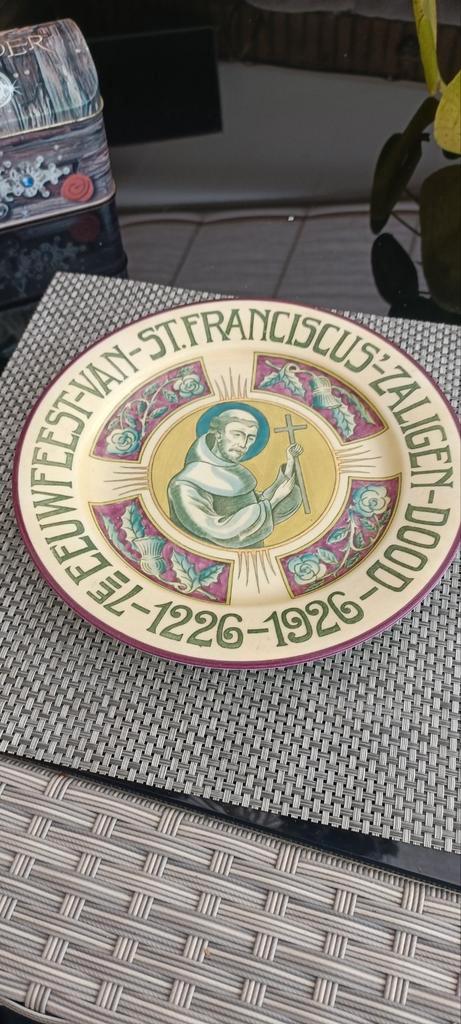 7E EEUWFEEST-VAN-ST.FRANCISCUS'-ZALIGEN-DOOD-
1226-1926-